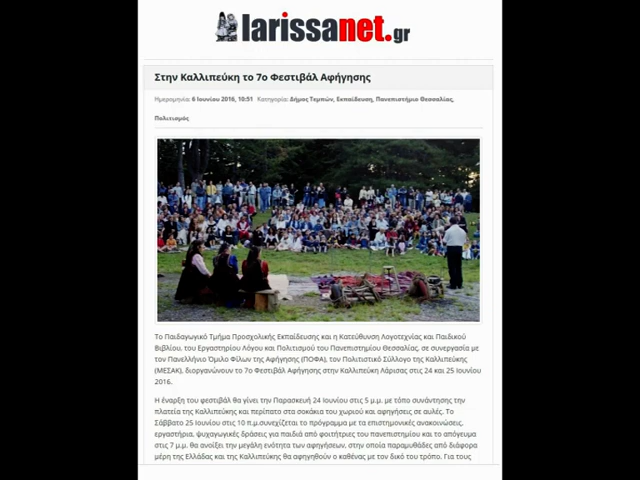 larissanet.gr
Στην Καλλιπεύκη το 7ο Φεστιβάλ Αφήγησης
Ημερομηνία: 6 Ιουνίου 2016, 10:51 Κατηγορία: Δήμος Τεμπών, Εκπαίδευση, Πανεπιστήμιο Θεσσαλίας,
Πολιτισμός
Το Παιδαγωγικό Τμήμα Προσχολικής Εκπαίδευσης και η Κατεύθυνση Λογοτεχνίας και Παιδικού
Βιβλίου, του Εργαστηρίου Λόγου και Πολιτισμού του Πανεπιστημίου Θεσσαλίας, σε συνεργασία με
τον Πανελλήνιο Όμιλο Φίλων της Αφήγησης (ΠΟΦΑ), τον Πολιτιστικό Σύλλογο της Καλλιπεύκης
(ΜΕΣΑΚ), διοργανώνουν το 7ο Φεστιβάλ Αφήγησης στην Καλλιπεύκη Λάρισας στις 24 και 25 Ιουνίου
2016.
Η έναρξη του φεστιβάλ θα γίνει την Παρασκευή 24 Ιουνίου στις 5 μ.μ. με τόπο συνάντησης την
πλατεία της Καλλιπεύκης και περίπατο στα σοκάκια του χωριού και αφηγήσεις σε αυλές. Το
Σάββατο 25 Ιουνίου στις 10 π.μ.συνεχίζεται το πρόγραμμα με τα επιστημονικές ανακοινώσεις,
εργαστήρια, ψυχαγωγικές δράσεις για παιδιά από φοιτήτριες του πανεπιστημίου και το απόγευμα
στις 7 μ.μ. θα ανοίξει την μεγάλη ενότητα των αφηγήσεων, στην οποία παραμυθάδες από διάφορα
μέρη της Ελλάδας και της Καλλιπεύκης θα αφηγηθούν ο καθένας με τον δικό του τρόπο. Για τους